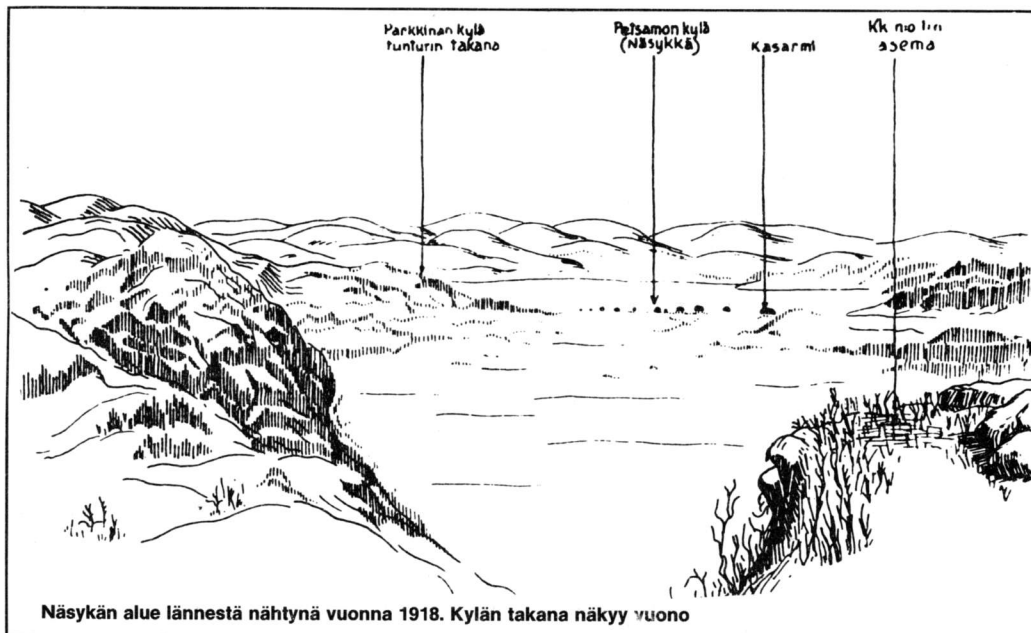 Parkkinan kylä
tunturin takana
Petsamon kylä
(Näsykkä)
Kasarmi
Kk n:o 1:n
asema
Näsykän alue lännestä nähtynä vuonna 1918. Kylän takana näkyy vuono